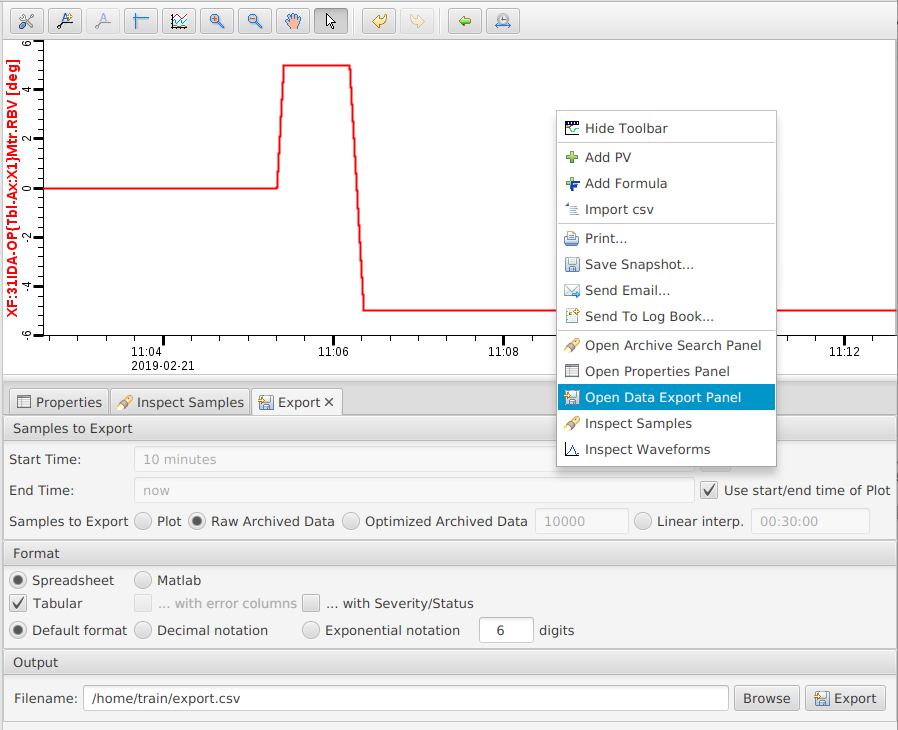 XF:31IDA-OP{Tbl-Ax:X1}Mtr.RBV [deg]
6
4
2
0
-2
-4
-6
11:04
11:06
11:08
11:12
2019-02-21
Hide Toolbar
Add PV
Add Formula
Import csv
Print...
Save Snapshot...
Send Email...
Send To Log Book...
Open Archive Search Panel
Open Properties Panel
Open Data Export Panel
Inspect Samples
Inspect Waveforms
Properties
Inspect Samples
Export
Samples to Export
Start Time:
10 minutes
End Time:
now
Use start/end time of Plot
Samples to Export
Plot
Raw Archived Data
Optimized Archived Data
10000
Linear interp.
00:30:00
Format
Spreadsheet
Matlab
Tabular
... with error columns
... with Severity/Status
Default format
Decimal notation
Exponential notation
6
digits
Output
Filename:
/home/train/export.csv
Browse
Export